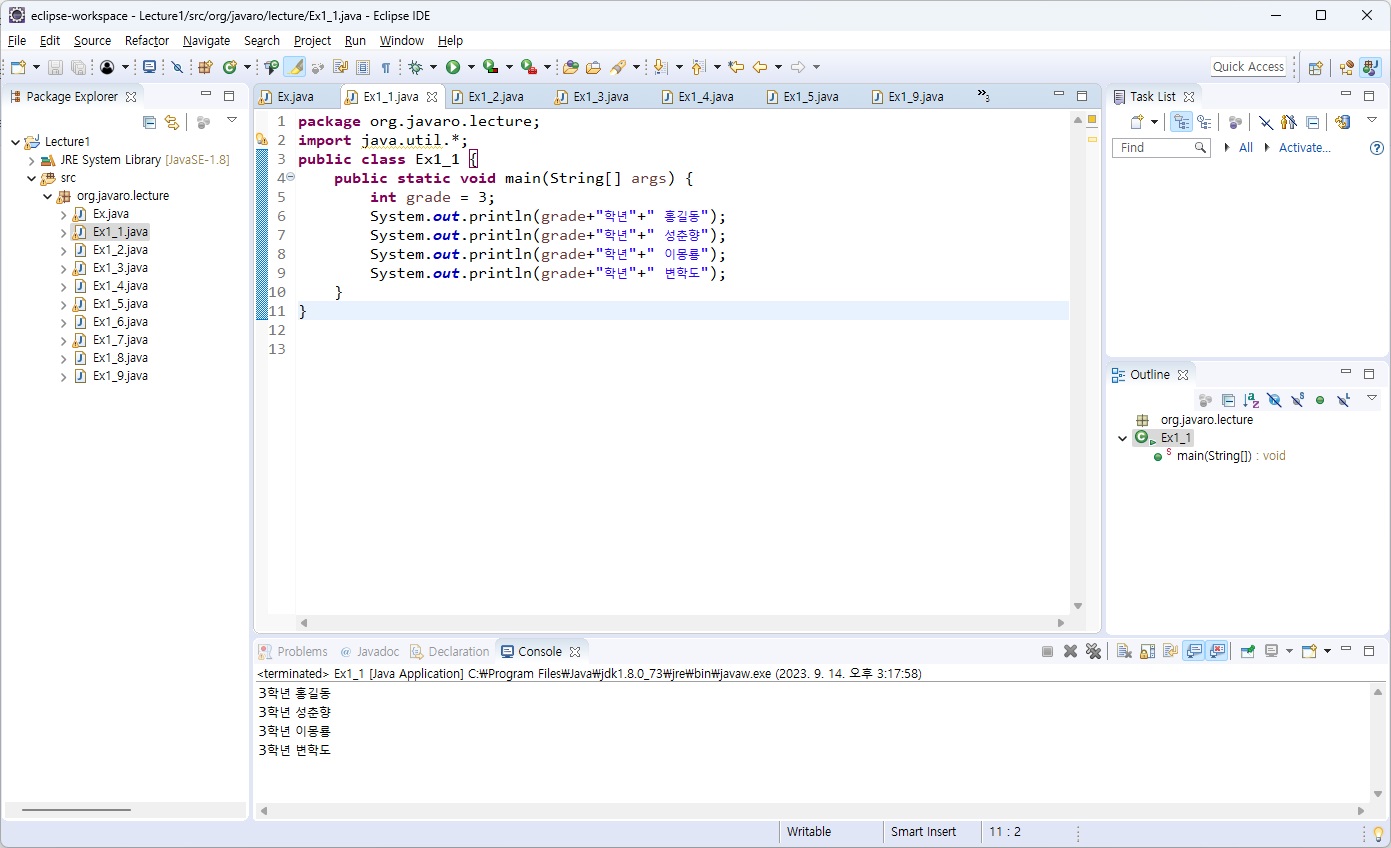 eclipse-workspace - Lecture1/src/org/javaro/lecture/Ex1_1.java - Eclipse IDE
File Edit Source Refactor Navigate Search Project Run Window Help
Quick Access
Package Explorer
Lecture1
JRE System Library [JavaSE-1.8]
src
org.javaro.lecture
Ex.java
Ex1_1.java
Ex1_2.java
Ex1_3.java
Ex1_4.java
Ex1_5.java
Ex1_6.java
Ex1_7.java
Ex1_8.java
Ex1_9.java
Ex.java Ex1_1.java Ex1_2.java Ex1_3.java Ex1_4.java Ex1_5.java Ex1_9.java »3
1 package org.javaro.lecture;
2 import java.util.*;
3 public class Ex1_1 {
4 public static void main(String[] args) {
5 int grade = 3;
6 System.out.println(grade+"학년"+" 홍길동");
7 System.out.println(grade+"학년"+" 성춘향");
8 System.out.println(grade+"학년"+" 이몽룡");
9 System.out.println(grade+"학년"+" 변학도");
10 }
11 }
12
13
Task List
Find All Activate...
Outline
org.javaro.lecture
Ex1_1
main(String[]) : void
Problems Javadoc Declaration Console
<terminated> Ex1_1 [Java Application] C:₩Program Files₩Java₩jdk1.8.0_73₩jre₩bin₩javaw.exe (2023. 9. 14. 오후 3:17:58)
3학년 홍길동
3학년 성춘향
3학년 이몽룡
3학년 변학도
Writable Smart Insert 11 : 2